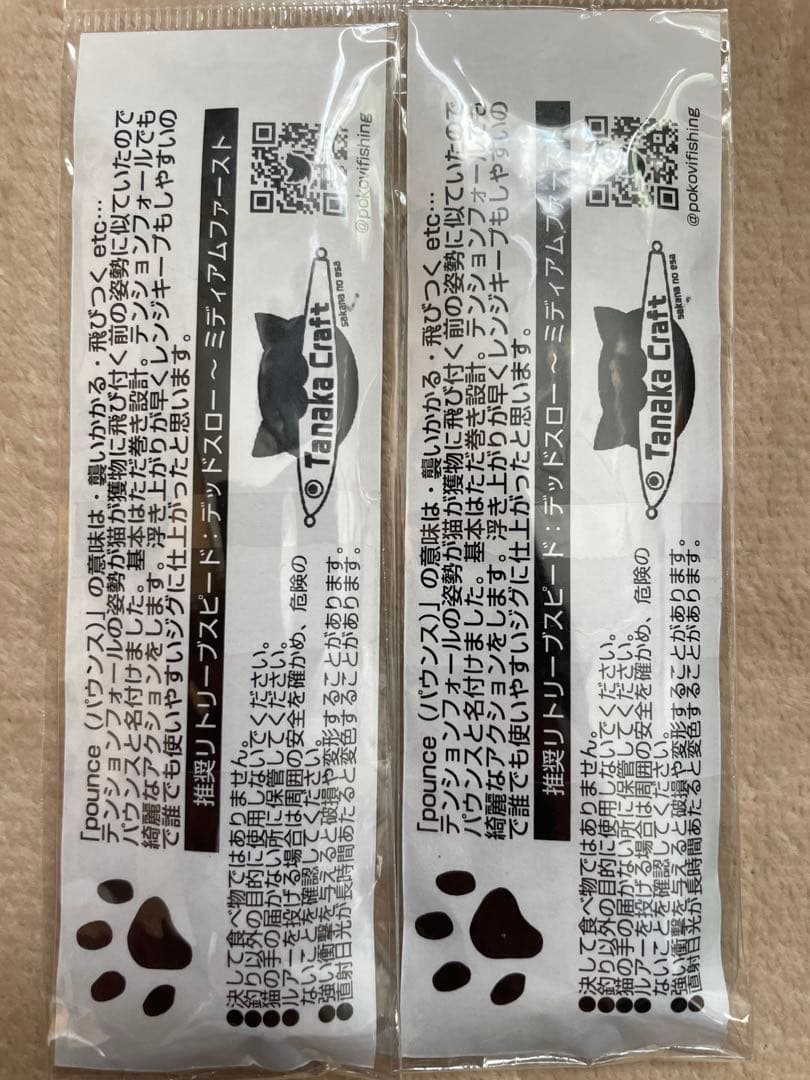 「pounce（パウンス）」の意味は・襲いかかる・飛びつく etc…
テンションフォールの姿勢が猫が獲物に飛び付く前の姿勢に似ていたので
パウンスと名付けました。基本はただ巻き設計。テンションフォールでも
綺麗なアクションをします。浮き上がりが早くレンジキープもしやすいの
で誰でも使いやすいジグに仕上がったと思います。
推奨リトリーブスピード：デッドスロー ～ ミディアムファースト
●決して食べ物ではありません。
●釣り以外の目的に使用しないでください。
●猫の手の届かない所に保管してください。
●ルアーを投げる場合は周囲の安全を確かめ、危険の
ないことを確認してください。
●強い衝撃を与えると破損や変形することがあります。
●直射日光が長時間あたると変色することがあります。
Tanaka Craft
sakana no esa
@pokovifishing
「pounce（パウンス）」の意味は・襲いかかる・飛びつく etc…
テンションフォールの姿勢が猫が獲物に飛び付く前の姿勢に似ていたので
パウンスと名付けました。基本はただ巻き設計。テンションフォールでも
綺麗なアクションをします。浮き上がりが早くレンジキープもしやすいの
で誰でも使いやすいジグに仕上がったと思います。
推奨リトリーブスピード：デッドスロー ～ ミディアムファースト
●決して食べ物ではありません。
●釣り以外の目的に使用しないでください。
●猫の手の届かない所に保管してください。
●ルアーを投げる場合は周囲の安全を確かめ、危険の
ないことを確認してください。
●強い衝撃を与えると破損や変形することがあります。
●直射日光が長時間あたると変色することがあります。
Tanaka Craft
sakana no esa
@pokovifishing